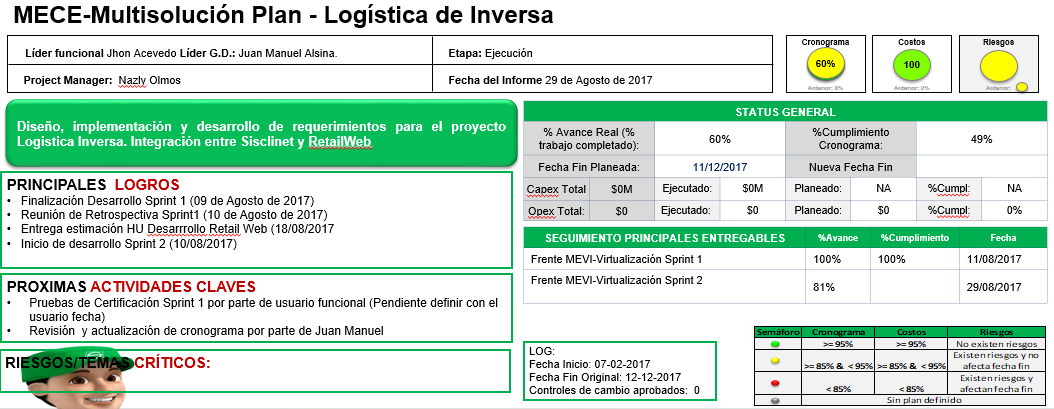 MECE-Multisolución Plan - Logística de Inversa
Líder funcional Jhon Acevedo Líder G.D.: Juan Manuel Alsina.
Etapa: Ejecución
Project Manager:  Nazly Olmos
Fecha del Informe 29 de Agosto de 2017
Cronograma
60%
Anterior: 8%
Costos
100
Anterior: 0%
Riesgos
Anterior:
Diseño, implementación y desarrollo de requerimientos para el proyecto
Logistica Inversa. Integración entre Sisclinet y RetailWeb
PRINCIPALES LOGROS
• Finalización Desarrollo Sprint 1 (09 de Agosto de 2017)
• Reunión de Retrospectiva Sprint1 (10 de Agosto de 2017)
• Entrega estimación HU Desarrrollo Retail Web (18/08/2017
• Inicio de desarrollo Sprint 2 (10/08/2017)
PROXIMAS ACTIVIDADES CLAVES
• Pruebas de Certificación Sprint 1 por parte de usuario funcional (Pendiente definir con el
usuario fecha)
• Revisión y actualización de cronograma por parte de Juan Manuel
RIESGOS/TEMAS CRÍTICOS:
STATUS GENERAL
% Avance Real (%
trabajo completado):
60%
%Cumplimiento
Cronograma:
49%
Fecha Fin Planeada:
11/12/2017
Nueva Fecha Fin
Capex Total $0M Ejecutado: $0M Planeado: NA %Cumpl: NA
Opex Total: $0 Ejecutado: $0 Planeado: $0 %Cumpl: 0%
SEGUIMIENTO PRINCIPALES ENTREGABLES %Avance %Cumplimiento Fecha
Frente MEVI-Virtualización Sprint 1 100% 100% 11/08/2017
Frente MEVI-Virtualización Sprint 2 81% 29/08/2017
LOG:
Fecha Inicio: 07-02-2017
Fecha Fin Original: 12-12-2017
Controles de cambio aprobados: 0
Semáforo Cronograma Costos Riesgos
>= 95% >= 95% No existen riesgos
>= 85% & < 95% >= 85% & < 95% Existen riesgos y no
afecta fecha fin
< 85% < 85% Existen riesgos y
afectan fecha fin
Sin plan definido